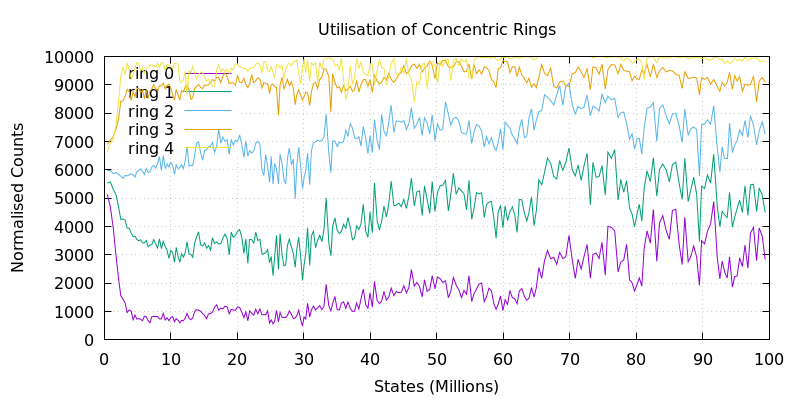 Utilisation of Concentric Rings
10000
9000
8000
7000
6000
5000
4000
3000
2000
1000
0
Normalised Counts
ring 0
ring 1
ring 2
ring 3
ring 4
0 10 20 30 40 50 60 70 80 90 100
States (Millions)